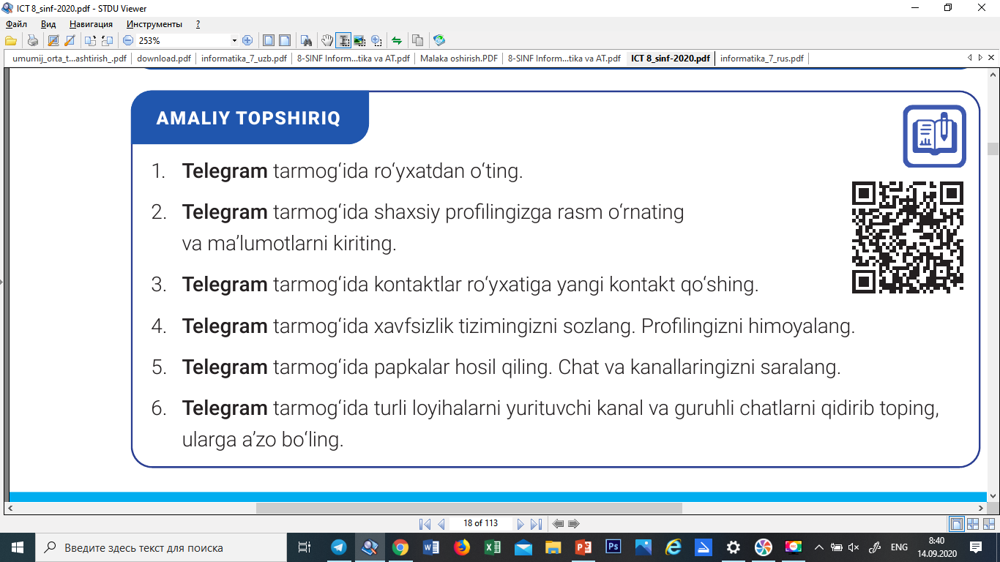 ICT 8_sinf-2020.pdf - STDU Viewer
Файл Вид Навигация Инструменты ?
253%
umumij_orta_t...ashtirish_.pdf download.pdf informatika_7_uzb.pdf 8-SINF Inform...tika va AT.pdf Malaka oshirish.PDF 8-SINF Inform...tika va AT.pdf ICT 8_sinf-2020.pdf informatika_7_rus.pdf
AMALIY TOPSHIRIQ
1. Telegram tarmog‘ida ro‘yxatdan o‘ting.
2. Telegram tarmog‘ida shaxsiy profilingizga rasm o‘rnating
va ma’lumotlarni kiriting.
3. Telegram tarmog‘ida kontaktlar ro‘yxatiga yangi kontakt qo‘shing.
4. Telegram tarmog‘ida xavfsizlik tizimingizni sozlang. Profilingizni himoyalang.
5. Telegram tarmog‘ida papkalar hosil qiling. Chat va kanallaringizni saralang.
6. Telegram tarmog‘ida turli loyihalarni yurituvchi kanal va guruhli chatlarni qidirib toping,
ularga a’zo bo‘ling.
18 of 113
Введите здесь текст для поиска
ENG
8:40
14.09.2020